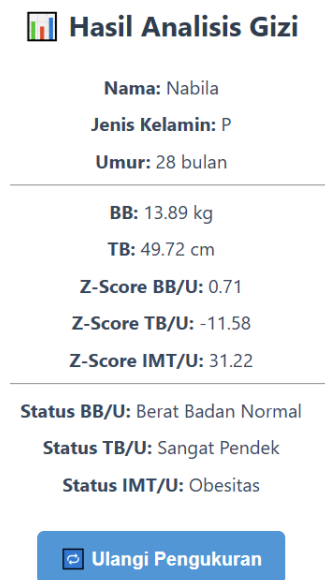 Hasil Analisis Gizi
Nama: Nabila
Jenis Kelamin: P
Umur: 28 bulan
BB: 13.89 kg
TB: 49.72 cm
Z-Score BB/U: 0.71
Z-Score TB/U: -11.58
Z-Score IMT/U: 31.22
Status BB/U: Berat Badan Normal
Status TB/U: Sangat Pendek
Status IMT/U: Obesitas
Ulangi Pengukuran